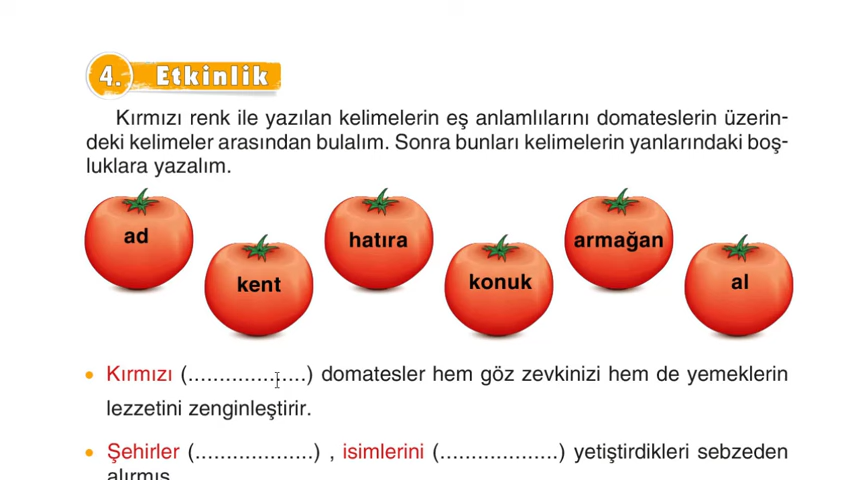 4. Etkinlik
Kırmızı renk ile yazılan kelimelerin eş anlamlılarını domateslerin üzerin-
deki kelimeler arasından bulalım. Sonra bunları kelimelerin yanlarındaki boş-
luklara yazalım.
ad
hatıra
armağan
kent
konuk
al
• Kırmızı (...................) domatesler hem göz zevkinizi hem de yemeklerin
lezzetini zenginleştirir.
• Şehirler (...................) , isimlerini (...................) yetiştirdikleri sebzeden
alırmış